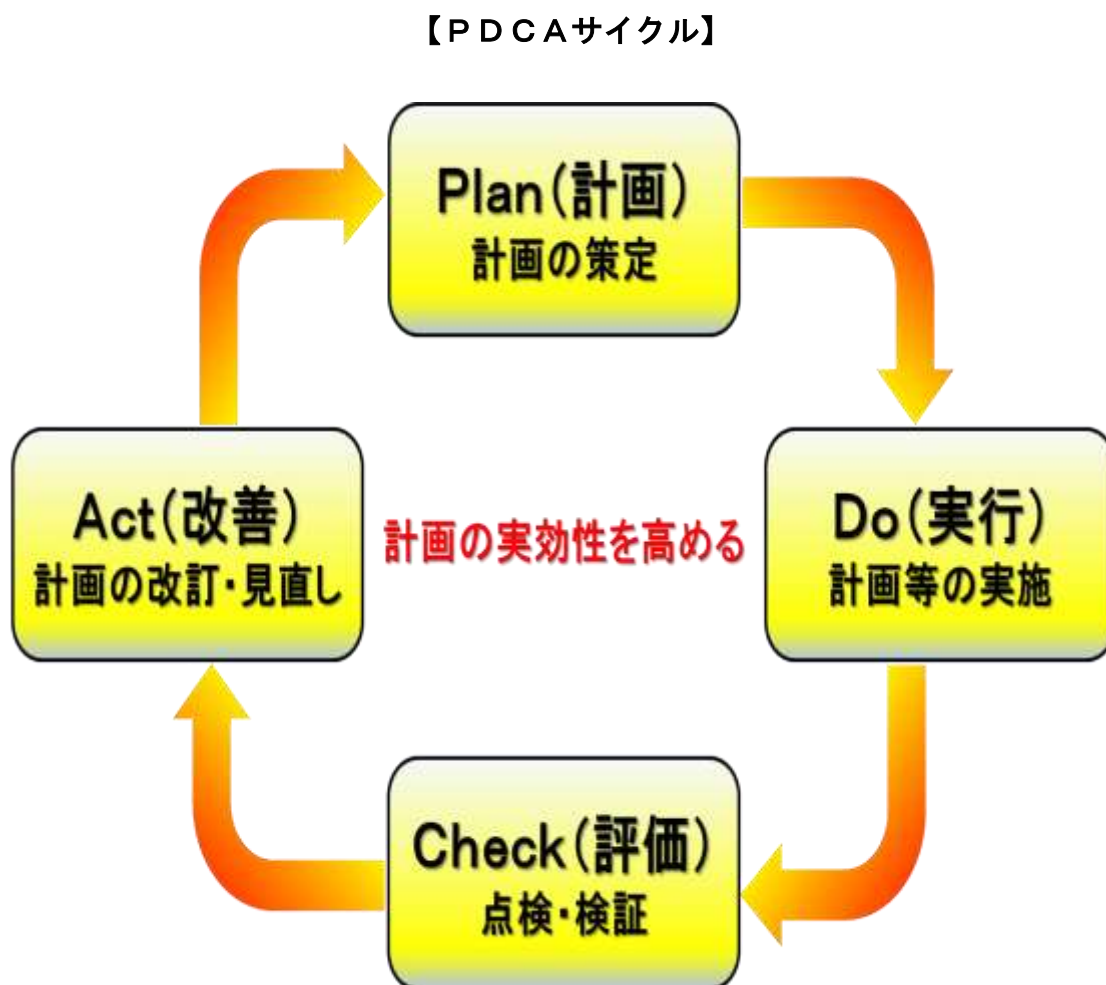 【ＰＤＣＡサイクル】
Plan（計画）
計画の策定
Act（改善）
計画の改訂・見直し
計画の実効性を高める
Do（実行）
計画等の実施
Check（評価）
点検・検証